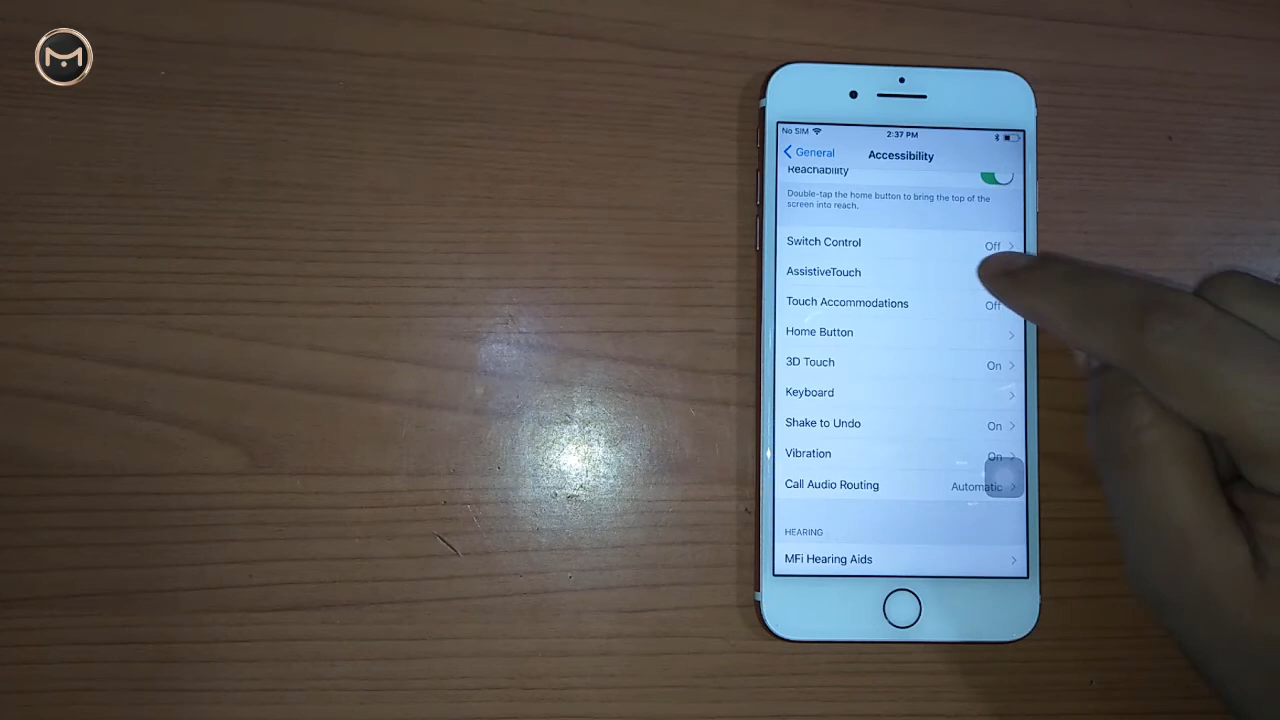 No SIM
2:37 PM
General
Accessibility
Reachability
Double-tap the home button to bring the top of the
screen into reach.
Switch Control
Off
AssistiveTouch
Touch Accommodations
Off
Home Button
3D Touch
On
Keyboard
Shake to Undo
On
Vibration
On
Call Audio Routing
Automatic
HEARING
MFi Hearing Aids